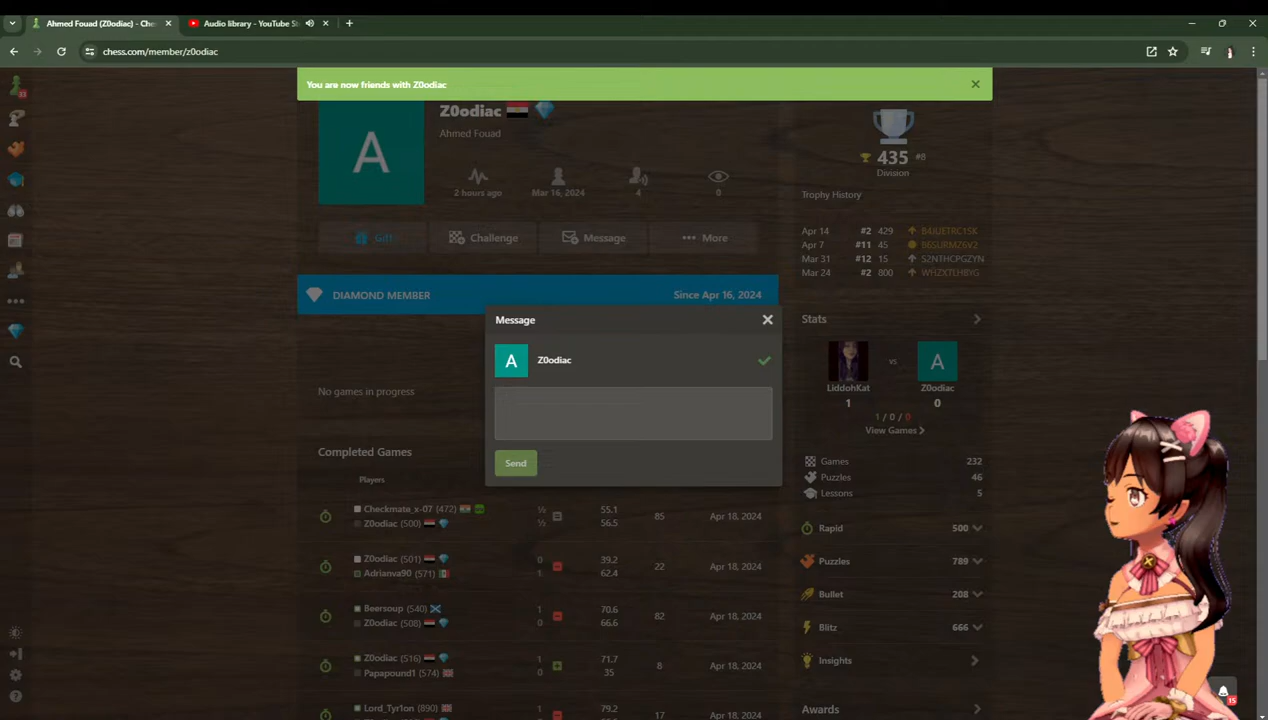 Ahmed Fouad (Z0odiac) - Che
Audio library - YouTube St
chess.com/member/z0odiac
You are now friends with Z0odiac
33
A
Z0odiac
Ahmed Fouad
2 hours ago
Mar 16, 2024
4
0
Gift
Challenge
Message
More
DIAMOND MEMBER
Since Apr 16, 2024
Message
A
Z0odiac
Send
No games in progress
Completed Games
Players
Checkmate_x-07 (472)
½
55.1
85
Apr 18, 2024
Z0odiac (500)
½
56.5
Z0odiac (501)
0
39.2
22
Apr 18, 2024
Adrianva90 (571)
1
62.4
Beersoup (540)
1
70.6
82
Apr 18, 2024
Z0odiac (508)
0
66.6
Z0odiac (516)
1
71.7
8
Apr 18, 2024
Papapound1 (574)
0
35
Lord_Tyr1on (890)
1
79.2
17
Apr 18, 2024
435 #8
Division
Trophy History
Apr 14 #2 429 B4JUETRC1SK
Apr 7 #11 45 B6SURMZ6V2
Mar 31 #12 15 S2NTHCPGZYN
Mar 24 #2 800 WHZXTLH8YG
Stats
vs
A
LiddohKat
Z0odiac
1
0
1 / 0 / 0
View Games
Games 232
Puzzles 46
Lessons 5
Rapid 500
Puzzles 789
Bullet 208
Blitz 666
Insights
Awards
15